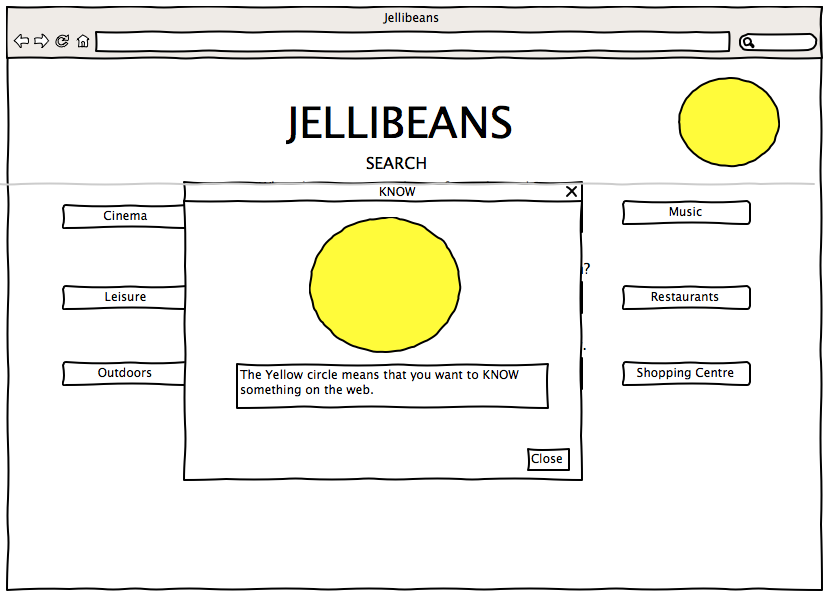 Jellibeans
JELLIBEANS
SEARCH
KNOW
Cinema
Music
?
Leisure
Restaurants
.
Outdoors
Shopping Centre
The Yellow circle means that you want to KNOW
something on the web.
Close